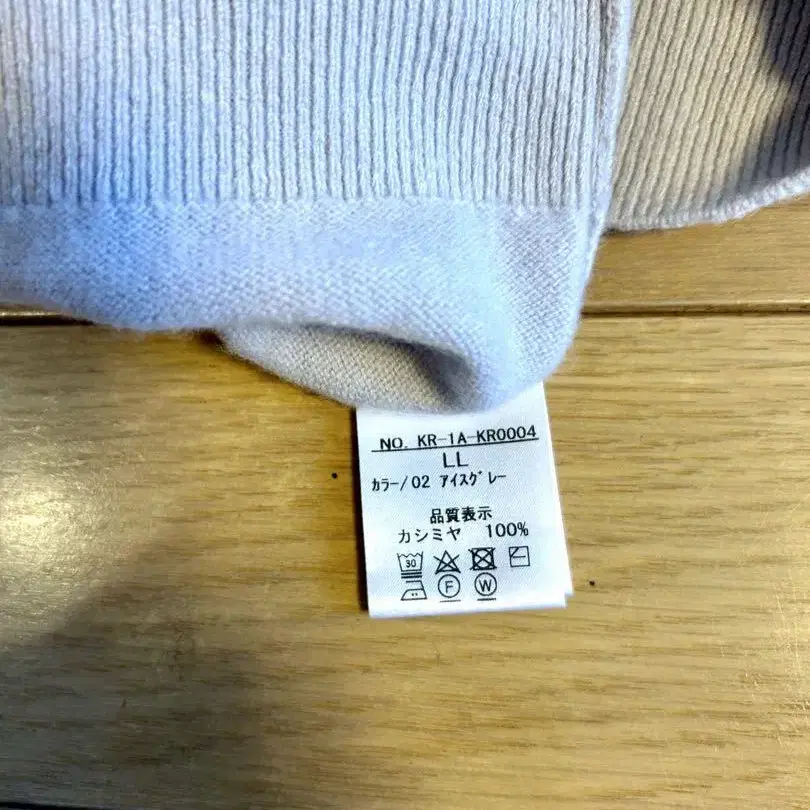 NO. KR-1A-KR0004
LL
ｶﾗｰ/02 ｱｲｽｸﾞﾚｰ
品質表示
カシミヤ 100%
30
F W